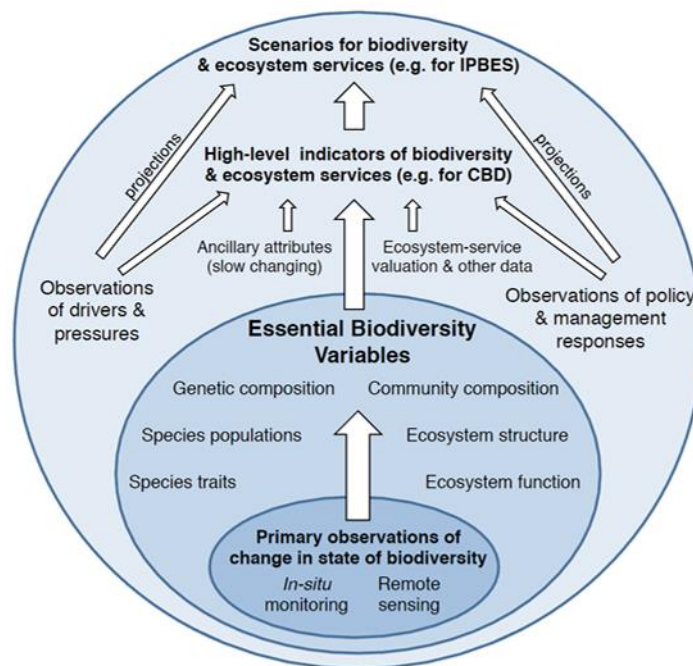 Scenarios for biodiversity
& ecosystem services (e.g. for IPBES)
projections
projections
High-level indicators of biodiversity
& ecosystem services (e.g. for CBD)
Ancillary attributes
(slow changing)
Ecosystem-service
valuation & other data
Observations
of drivers &
pressures
Observations of policy
& management
responses
Essential Biodiversity
Variables
Genetic composition
Community composition
Species populations
Ecosystem structure
Species traits
Ecosystem function
Primary observations of
change in state of biodiversity
In-situ
monitoring
Remote
sensing